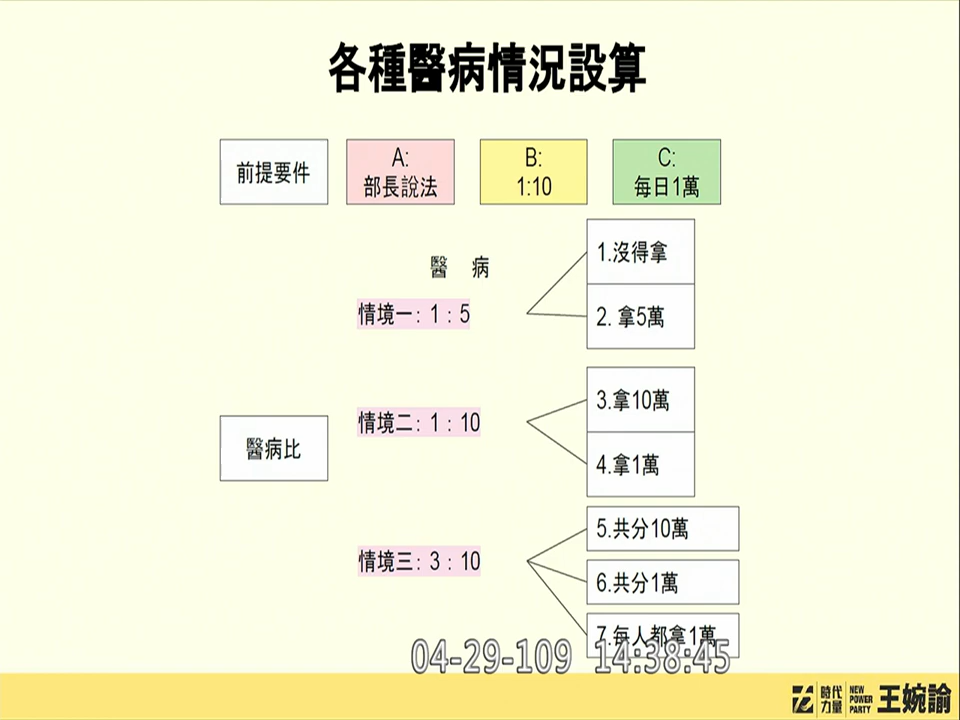 各種醫病情況設算
前提要件
A:
部長說法
B:
1:10
C:
每日1萬
醫 病
情境一: 1 : 5
1.沒得拿
2. 拿5萬
醫病比
情境二: 1 : 10
3.拿10萬
4.拿1萬
情境三: 3 : 10
5.共分10萬
6.共分1萬
7.每人都拿1萬
04-29-109 14:38:45
時代
力量
NEW
POWER
PARTY
王婉諭